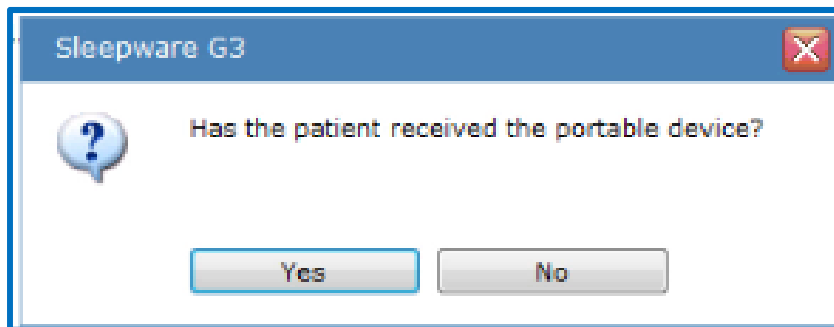 Sleepware G3
Has the patient received the portable device?
Yes
No